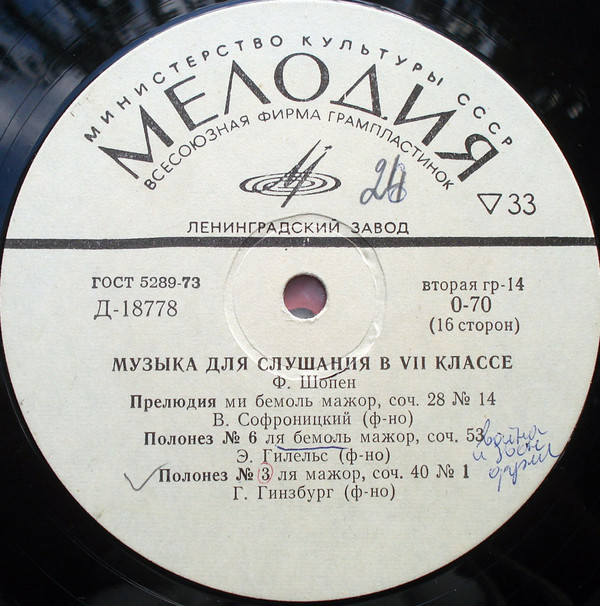 МИНИСТЕРСТВО КУЛЬТУРЫ СССР
МЕЛОДИЯ
ВСЕСОЮЗНАЯ ФИРМА ГРАМПЛАСТИНОК
▽ 33
ЛЕНИНГРАДСКИЙ ЗАВОД
ГОСТ 5289-73
Д-18778
вторая гр-14
0-70
(16 сторон)
МУЗЫКА ДЛЯ СЛУШАНИЯ В VII КЛАССЕ
Ф. Шопен
Прелюдия ми бемоль мажор, соч. 28 № 14
В. Софроницкий (ф-но)
Полонез № 6 ля бемоль мажор, соч. 53
Э. Гилельс (ф-но)
Полонез № 3 ля мажор, соч. 40 № 1
Г. Гинзбург (ф-но)